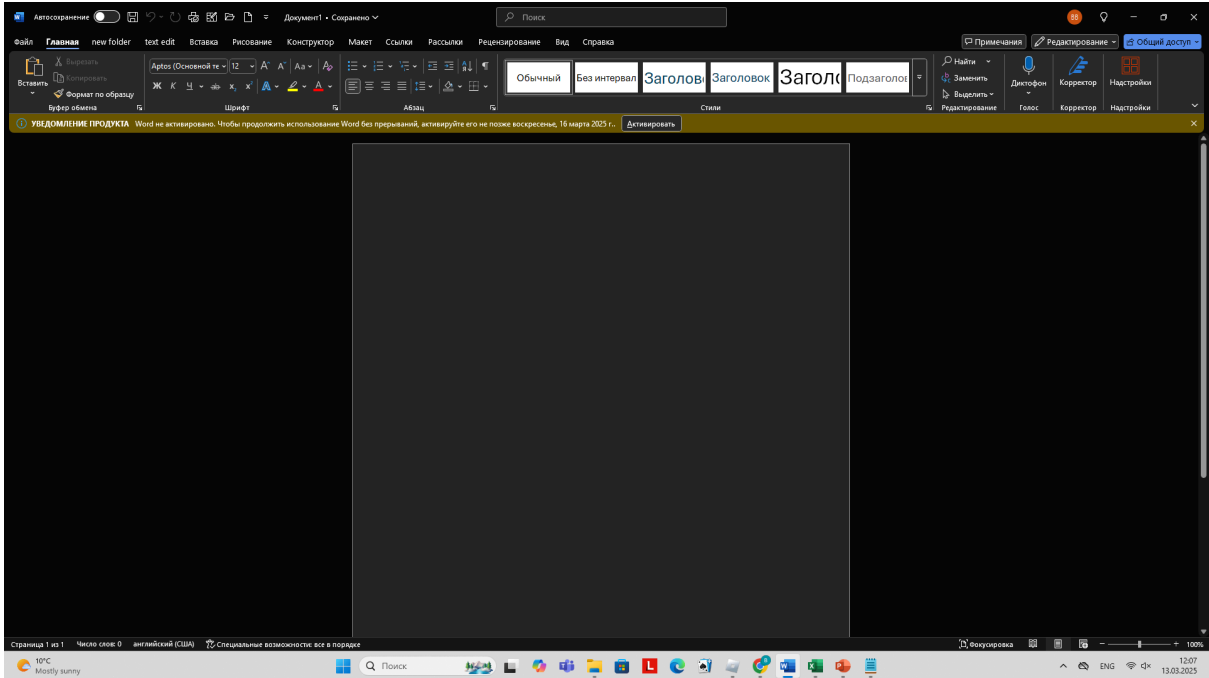 Автосохранение Документ1 • Сохранено Поиск ВВ
Файл Главная new folder text edit Вставка Рисование Конструктор Макет Ссылки Рассылки Рецензирование Вид Справка Примечания Редактирование Общий доступ
Вставить
Вырезать
Копировать
Формат по образцу
Буфер обмена
Aptos (Основной те 12 A A Aa A
Ж К Ч ab x, x' A A
Шрифт
Абзац
Обычный Без интервал Заголов Заголовок Загол Подзаголов
Стили
Найти
Заменить
Выделить
Редактирование
Диктофон
Голос
Корректор
Корректор
Надстройки
Надстройки
УВЕДОМЛЕНИЕ ПРОДУКТА Word не активировано. Чтобы продолжить использование Word без прерываний, активируйте его не позже воскресенье, 16 марта 2025 г.. Активировать
Страница 1 из 1 Число слов: 0 английский (США) Специальные возможности: все в порядке Фокусировка 100%
10°C
Mostly sunny
Поиск
L
ENG
12:07
13.03.2025